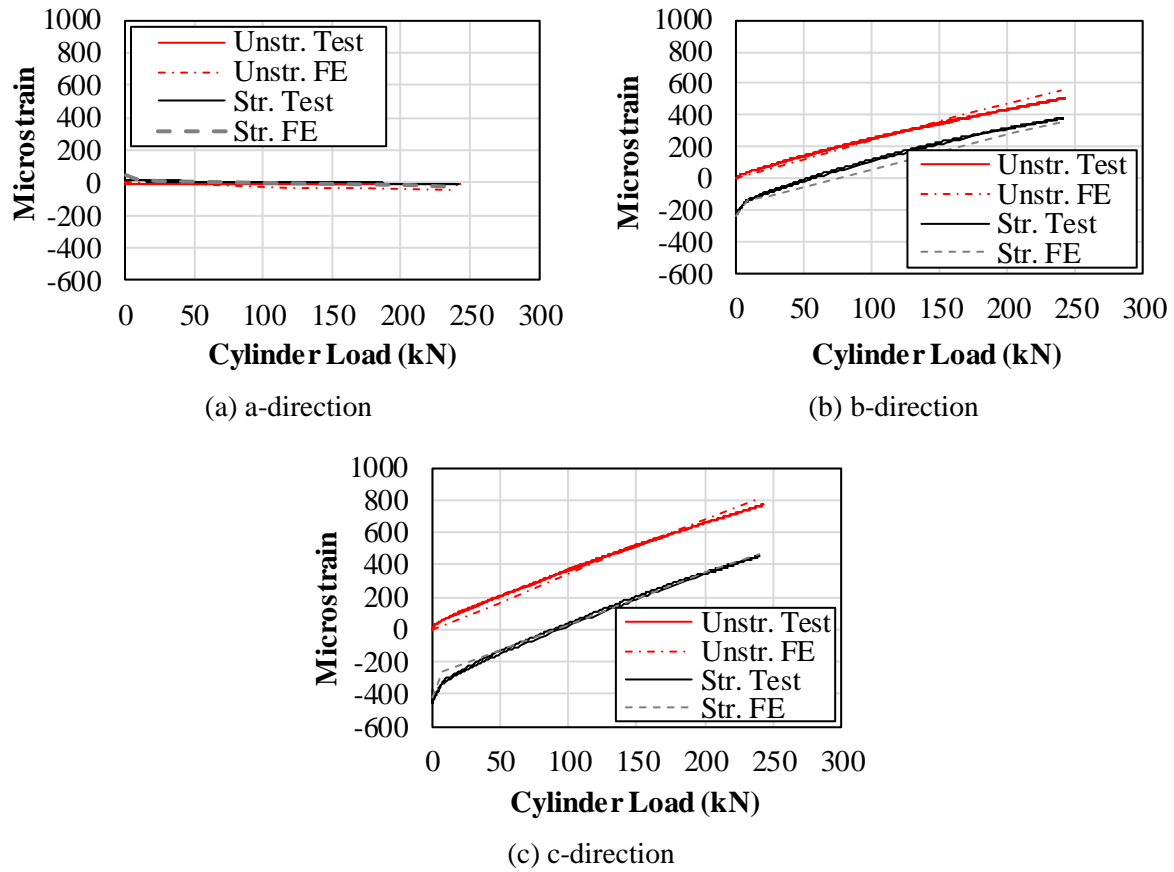 1000
800
600
400
200
0
-200
-400
-600
Microstrain
Unstr. Test
Unstr. FE
Str. Test
Str. FE
0 50 100 150 200 250 300
Cylinder Load (kN)
(a) a-direction
1000
800
600
400
200
0
-200
-400
-600
Microstrain
Unstr. Test
Unstr. FE
Str. Test
Str. FE
0 50 100 150 200 250 300
Cylinder Load (kN)
(b) b-direction
1000
800
600
400
200
0
-200
-400
-600
Microstrain
Unstr. Test
Unstr. FE
Str. Test
Str. FE
0 50 100 150 200 250 300
Cylinder Load (kN)
(c) c-direction